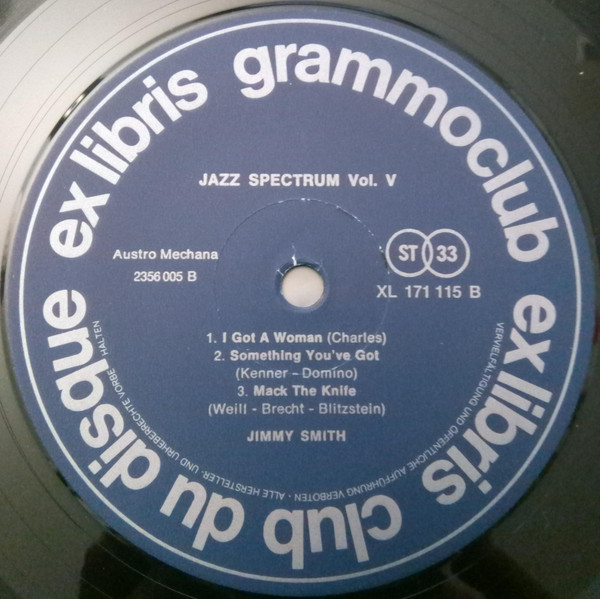 ex libris grammoclub ex libris club du disque
JAZZ SPECTRUM Vol. V
Austro Mechana
2356 005 B
ST 33
XL 171 115 B
1. I Got A Woman (Charles)
2. Something You've Got
(Kenner - Domino)
3. Mack The Knife
(Weill - Brecht - Blitzstein)
JIMMY SMITH
ALLE HERSTELLER- UND URHEBERRECHTE VORBEHALTEN · VERVIELFÄLTIGUNG UND ÖFFENTLICHE AUFFÜHRUNG VERBOTEN ·